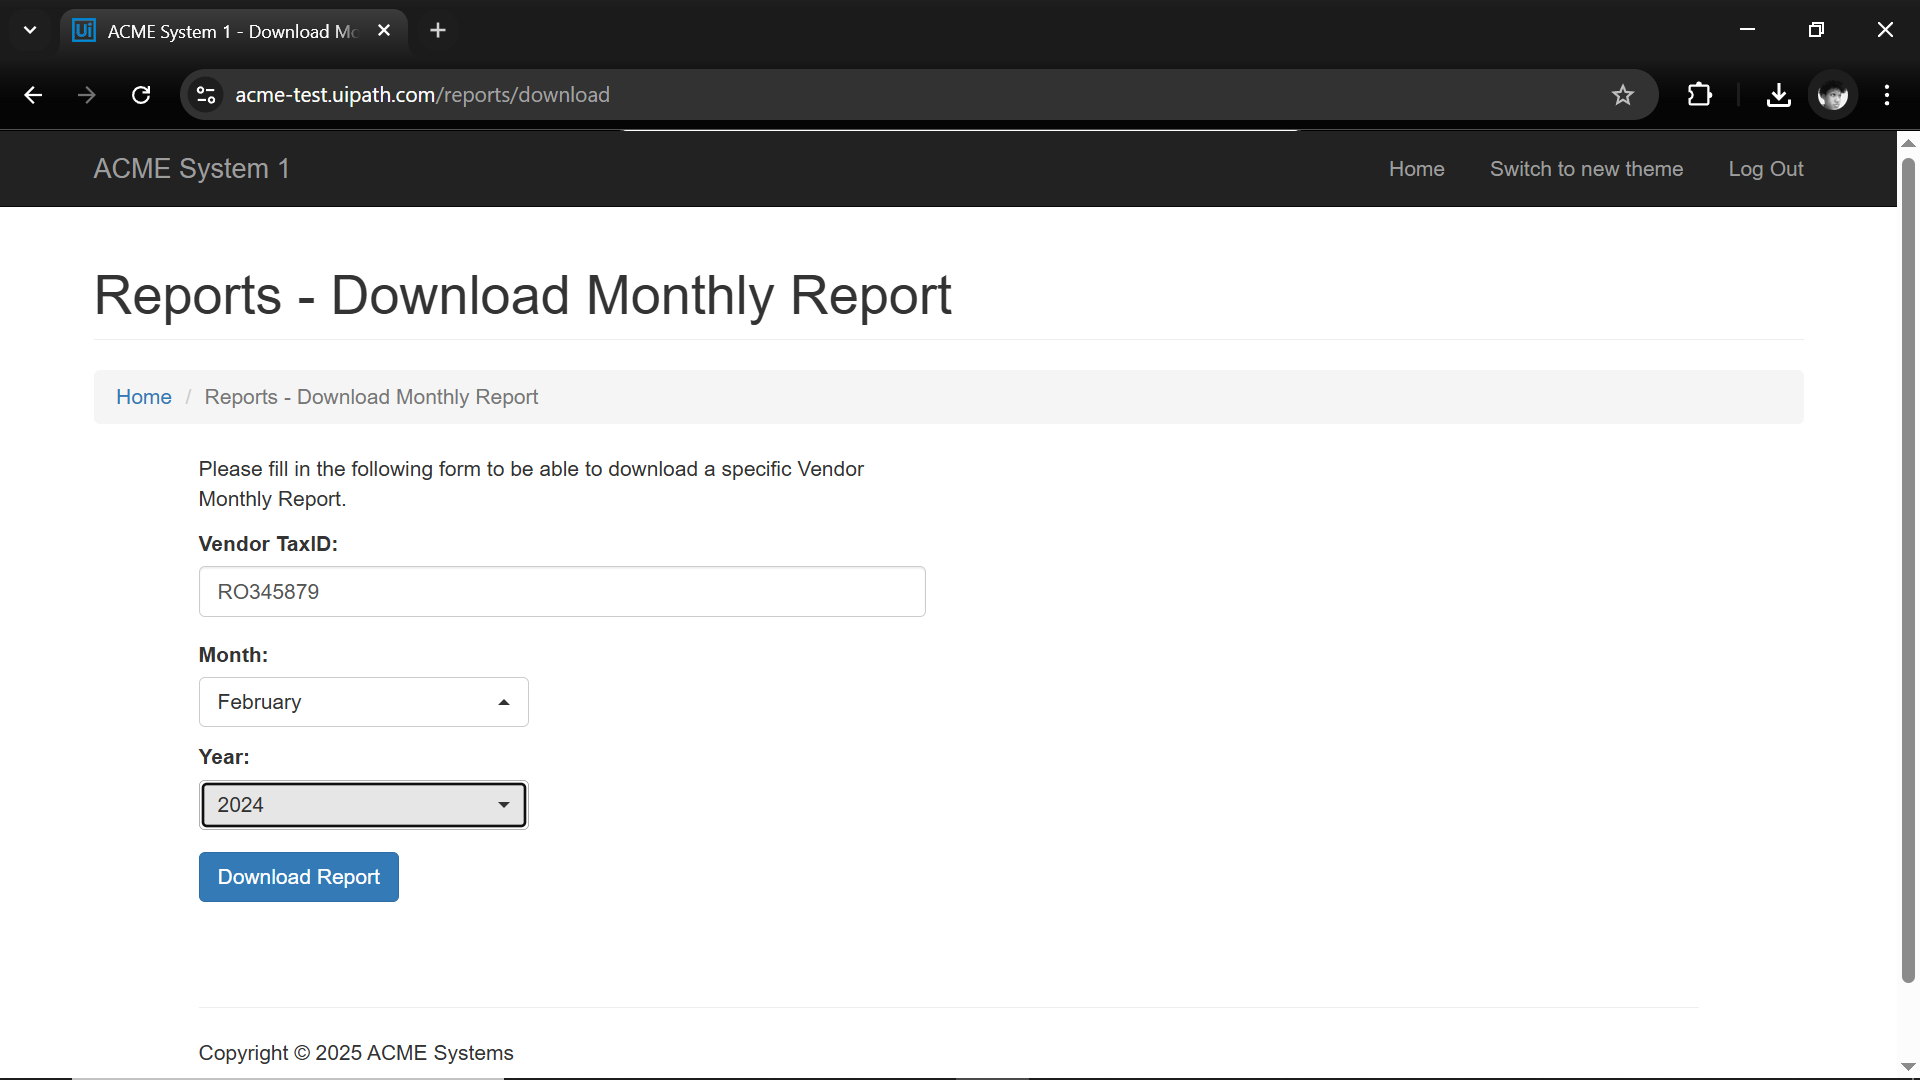 ACME System 1 - Download Mo
acme-test.uipath.com/reports/download
ACME System 1
Home
Switch to new theme
Log Out
Reports - Download Monthly Report
Home / Reports - Download Monthly Report
Please fill in the following form to be able to download a specific Vendor
Monthly Report.
Vendor TaxID:
RO345879
Month:
February
Year:
2024
Download Report
Copyright © 2025 ACME Systems